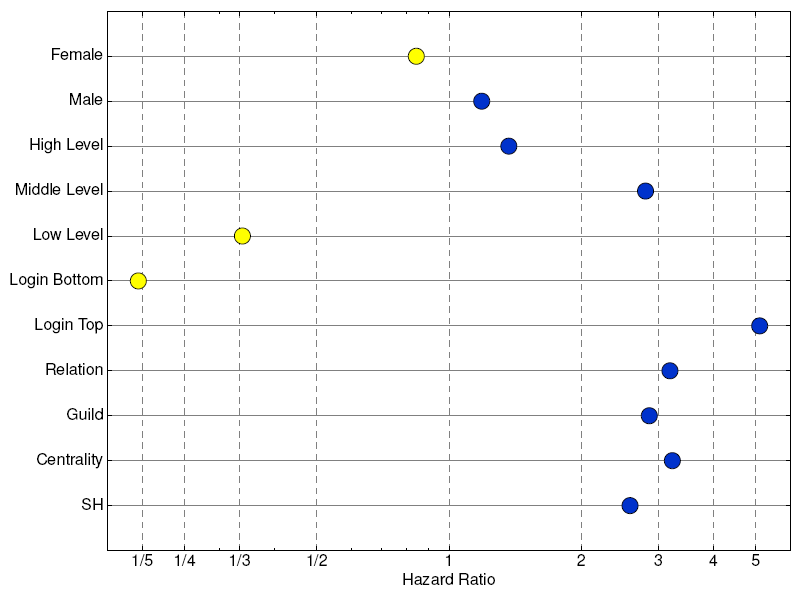 Female
Male
High Level
Middle Level
Low Level
Login Bottom
Login Top
Relation
Guild
Centrality
SH
1/5 1/4 1/3 1/2 1 2 3 4 5
Hazard Ratio